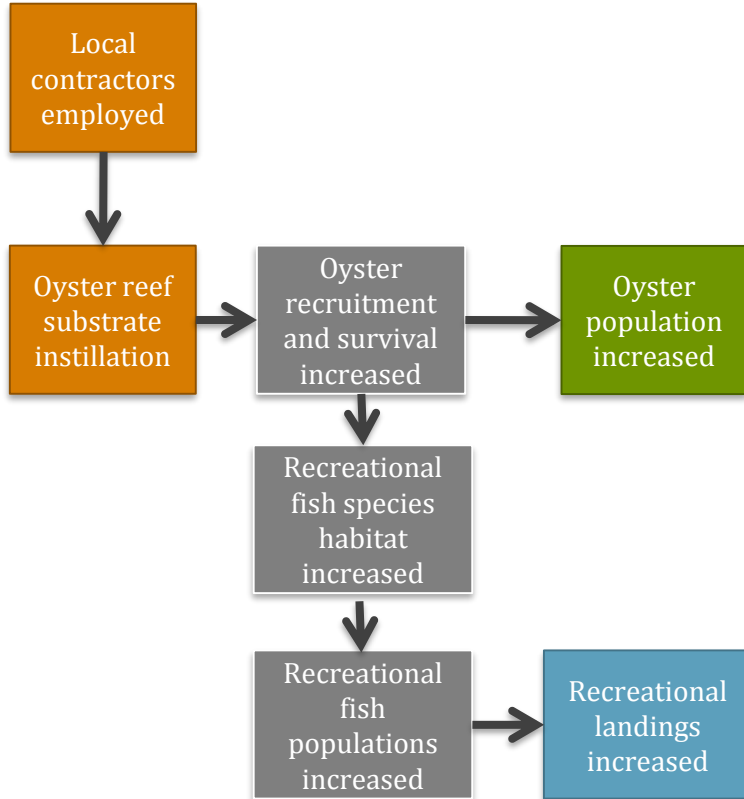 Local
contractors
employed
Oyster reef
substrate
instillation
Oyster
recruitment
and survival
increased
Oyster
population
increased
Recreational
fish species
habitat
increased
Recreational
fish
populations
increased
Recreational
landings
increased